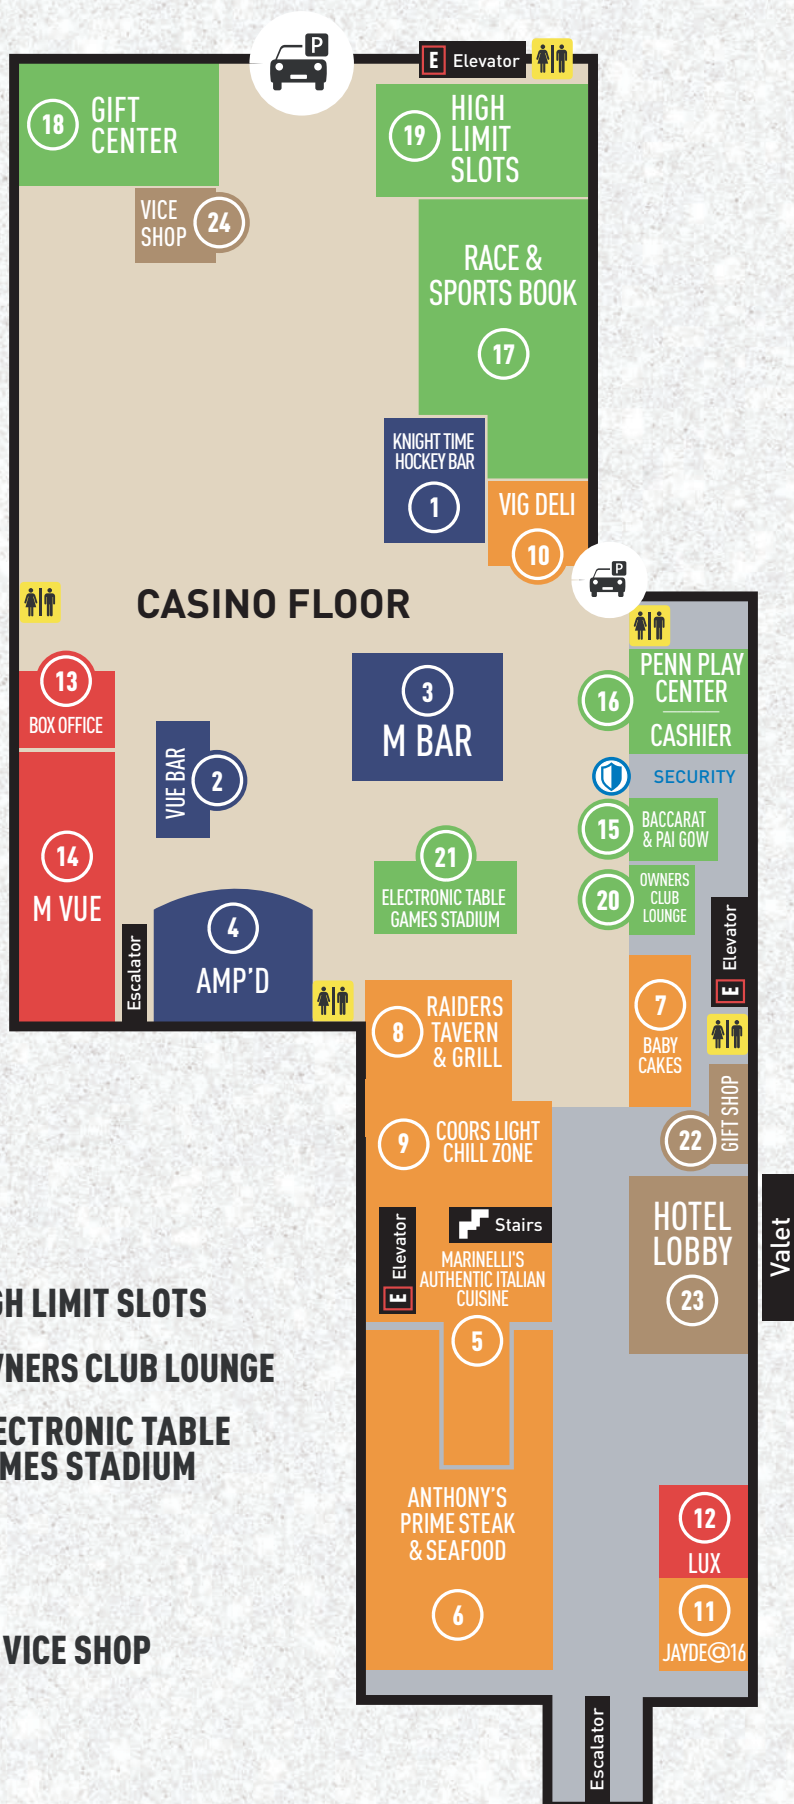 P
E Elevator
18
GIFT
CENTER
19
HIGH
LIMIT
SLOTS
VICE
SHOP
24
RACE &
SPORTS BOOK
17
KNIGHT TIME
HOCKEY BAR
1
VIG DELI
10
P
CASINO FLOOR
13
BOX OFFICE
3
M BAR
16
PENN PLAY
CENTER
CASHIER
VUE BAR
2
SECURITY
14
M VUE
15
BACCARAT
& PAI GOW
21
ELECTRONIC TABLE
GAMES STADIUM
20
OWNERS
CLUB
LOUNGE
4
AMP'D
Escalator
E Elevator
8
RAIDERS
TAVERN
& GRILL
7
BABY
CAKES
9
COORS LIGHT
CHILL ZONE
22
GIFT SHOP
E Elevator
Stairs
HOTEL
LOBBY
23
Valet
MARINELLI'S
AUTHENTIC ITALIAN
CUISINE
5
GH LIMIT SLOTS
WNERS CLUB LOUNGE
ECTRONIC TABLE
MES STADIUM
ANTHONY'S
PRIME STEAK
& SEAFOOD
6
12
LUX
11
JAYDE@16
VICE SHOP
Escalator